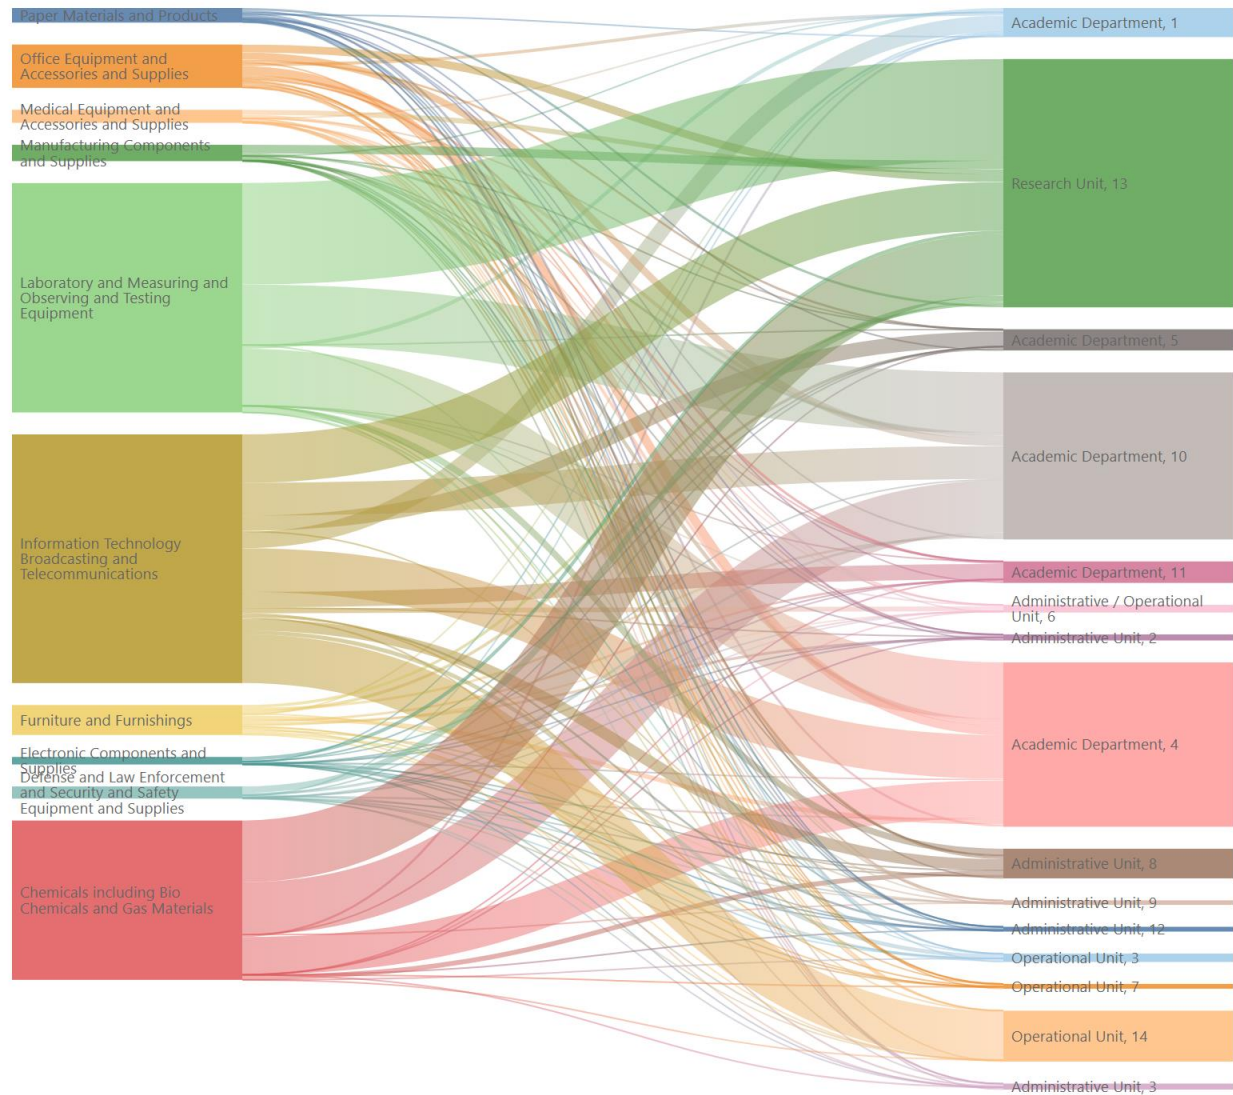 Paper Materials and Products
Office Equipment and
Accessories and Supplies
Medical Equipment and
Accessories and Supplies
Manufacturing Components
and Supplies
Laboratory and Measuring and
Observing and Testing
Equipment
Information Technology
Broadcasting and
Telecommunications
Furniture and Furnishings
Electronic Components and
Supplies
Defense and Law Enforcement
and Security and Safety
Equipment and Supplies
Chemicals including Bio
Chemicals and Gas Materials
Academic Department, 1
Research Unit, 13
Academic Department, 5
Academic Department, 10
Academic Department, 11
Administrative / Operational
Unit, 6
Administrative Unit, 2
Academic Department, 4
Administrative Unit, 8
Administrative Unit, 9
Administrative Unit, 12
Operational Unit, 3
Operational Unit, 7
Operational Unit, 14
Administrative Unit, 3